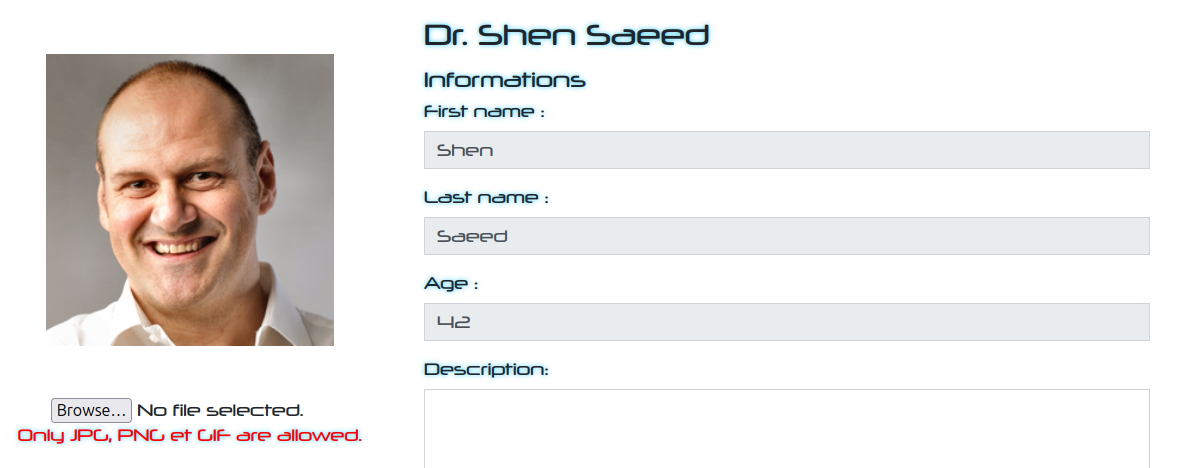 Dr. Shen Saeed
Informations
First name :
Shen
Last name :
Saeed
Age :
42
Description:
Browse... No file selected.
Only JPG, PNG et GIF are allowed.